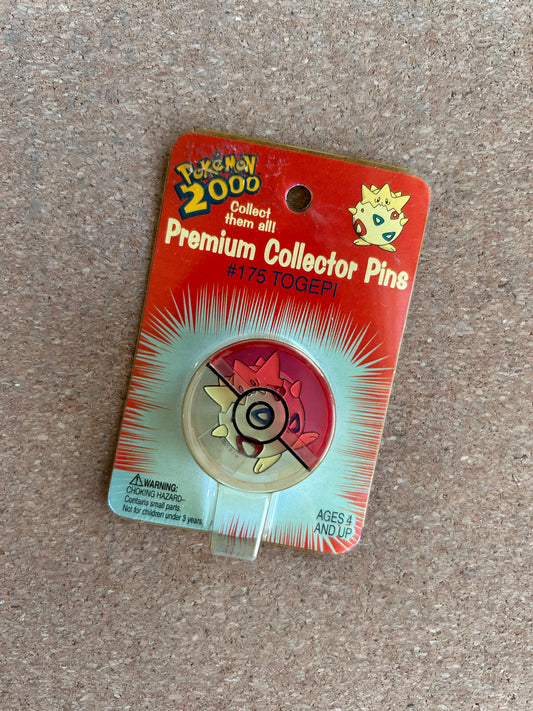 POKéMON
2000
Collect
them all!
Premium Collector Pins
#175 TOGEPI
WARNING:
CHOKING HAZARD–
Contains small parts.
Not for children under 3 years.
AGES 4
AND UP